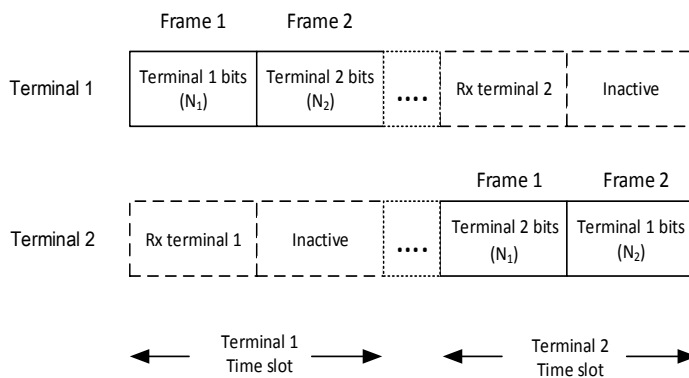 Frame 1 Frame 2
Terminal 1 Terminal 1 bits (N₁) Terminal 2 bits (N₂) .... Rx terminal 2 Inactive
Frame 1 Frame 2
Terminal 2 Rx terminal 1 Inactive .... Terminal 2 bits (N₁) Terminal 1 bits (N₂)
Terminal 1 Time slot
Terminal 2 Time slot